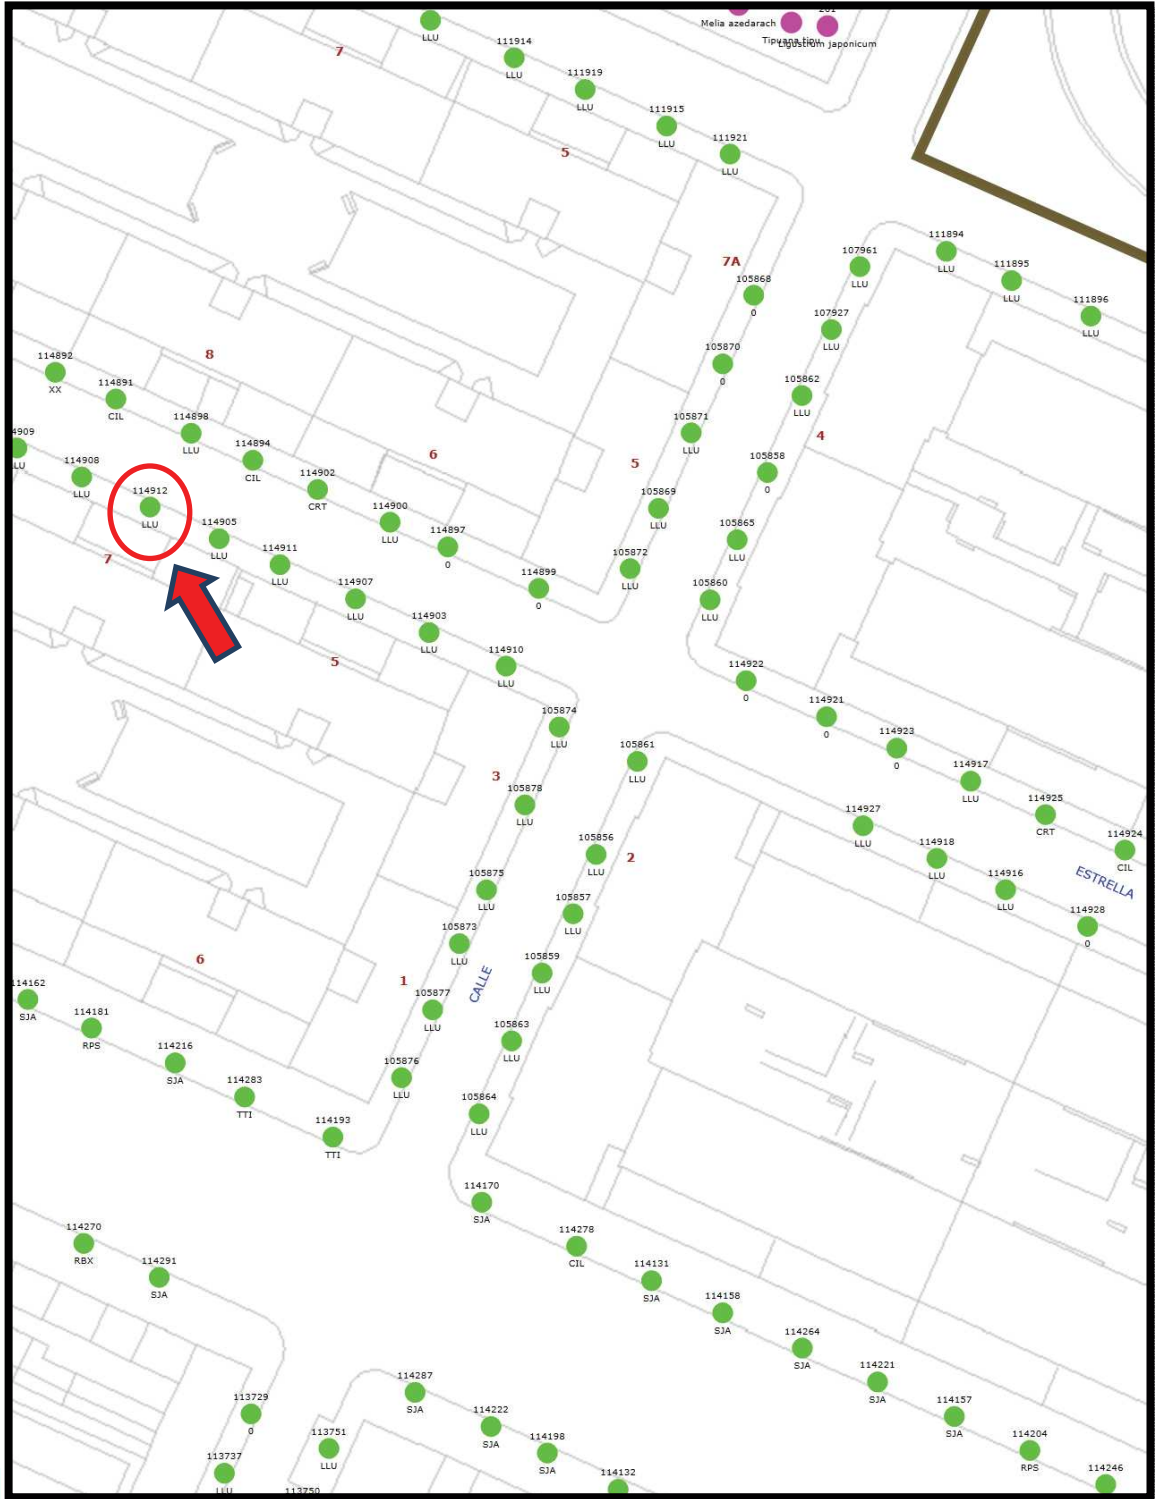 201
Melia azedarach
Tipuana tipu
Ligustrum japonicum
LLU
7
111914
LLU
111919
LLU
111915
LLU
111921
LLU
5
7A
105868
0
107961
LLU
111894
LLU
111895
LLU
111896
LLU
107927
LLU
105870
0
105862
LLU
114892
XX
8
114891
CIL
114898
LLU
114894
CIL
114902
CRT
6
114900
LLU
114897
0
114899
0
105871
LLU
5
105869
LLU
105872
LLU
4
105858
0
105865
LLU
105860
LLU
4909
LU
114908
LLU
114912
LLU
114905
LLU
7
114911
LLU
114907
LLU
114903
LLU
5
114910
LLU
114922
0
114921
0
114923
0
114917
LLU
114925
CRT
114924
CIL
105874
LLU
105861
LLU
3
105878
LLU
114927
LLU
114918
LLU
114916
LLU
ESTRELLA
114928
0
105856
LLU
2
105875
LLU
105857
LLU
105873
LLU
6
1
CALLE
105859
LLU
14162
SJA
114181
RPS
105877
LLU
105863
LLU
114216
SJA
114283
TTI
105876
LLU
105864
LLU
114193
TTI
114170
SJA
114270
RBX
114291
SJA
114278
CIL
114131
SJA
114158
SJA
114264
SJA
114221
SJA
114157
SJA
114204
RPS
114246
113729
0
114287
SJA
114222
SJA
114198
SJA
114132
113751
LLU
113737
LLU
113750